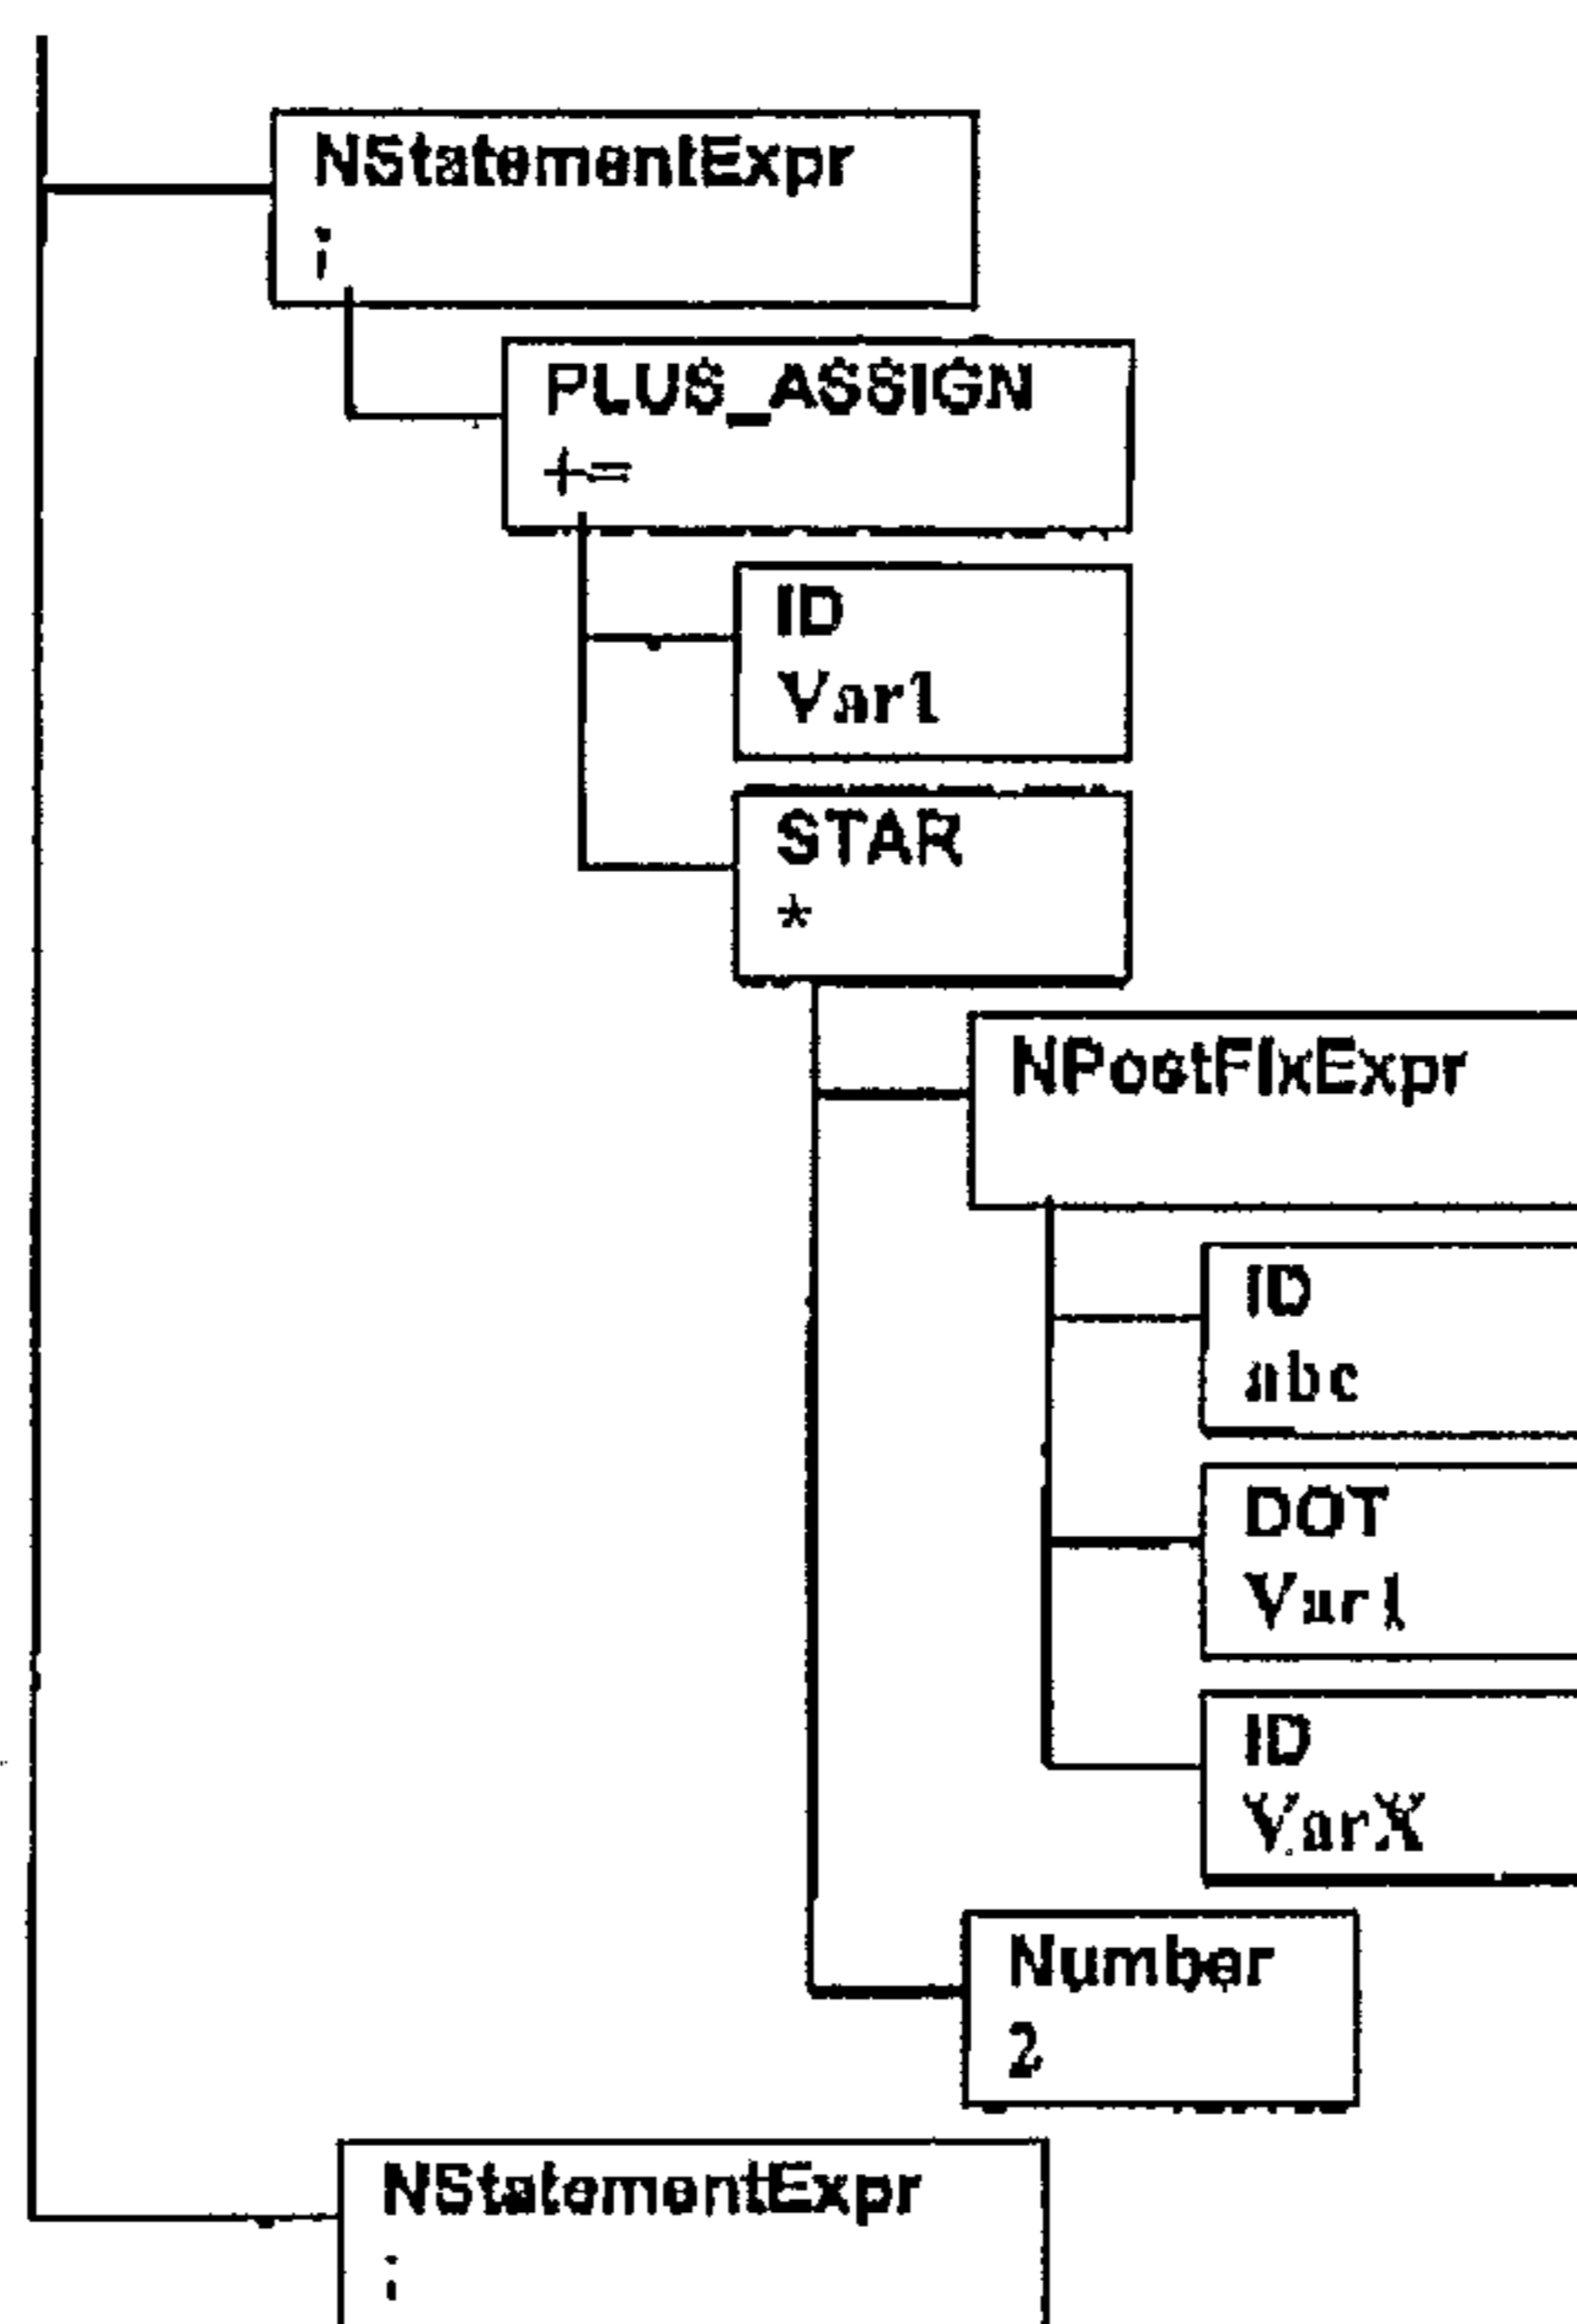 NStatementExpr
;
PLUS_ASSIGN
+=
ID
Var1
STAR
*
NPostFixExpr
ID
abc
DOT
Var1
ID
VarX
Number
2
NStatementExpr
;